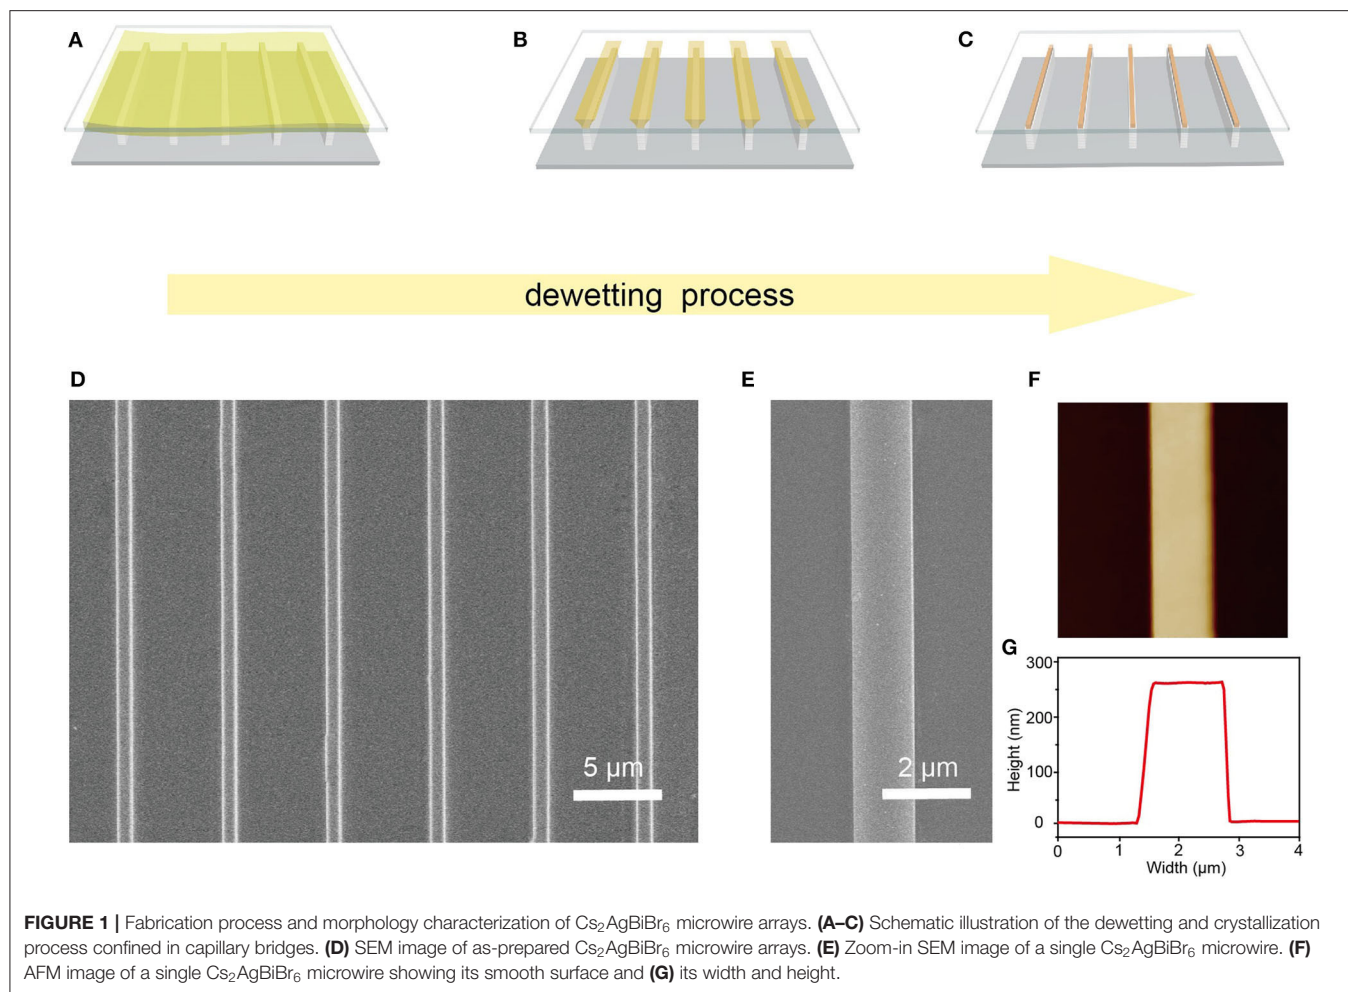 A
B
C
dewetting process
D
E
F
5 μm
2 μm
G
300
250
100
0
Height (nm)
0 1 2 3 4
Width (μm)
FIGURE 1 | Fabrication process and morphology characterization of Cs₂AgBiBr₆ microwire arrays. (A–C) Schematic illustration of the dewetting and crystallization
process confined in capillary bridges. (D) SEM image of as-prepared Cs₂AgBiBr₆ microwire arrays. (E) Zoom-in SEM image of a single Cs₂AgBiBr₆ microwire. (F)
AFM image of a single Cs₂AgBiBr₆ microwire showing its smooth surface and (G) its width and height.